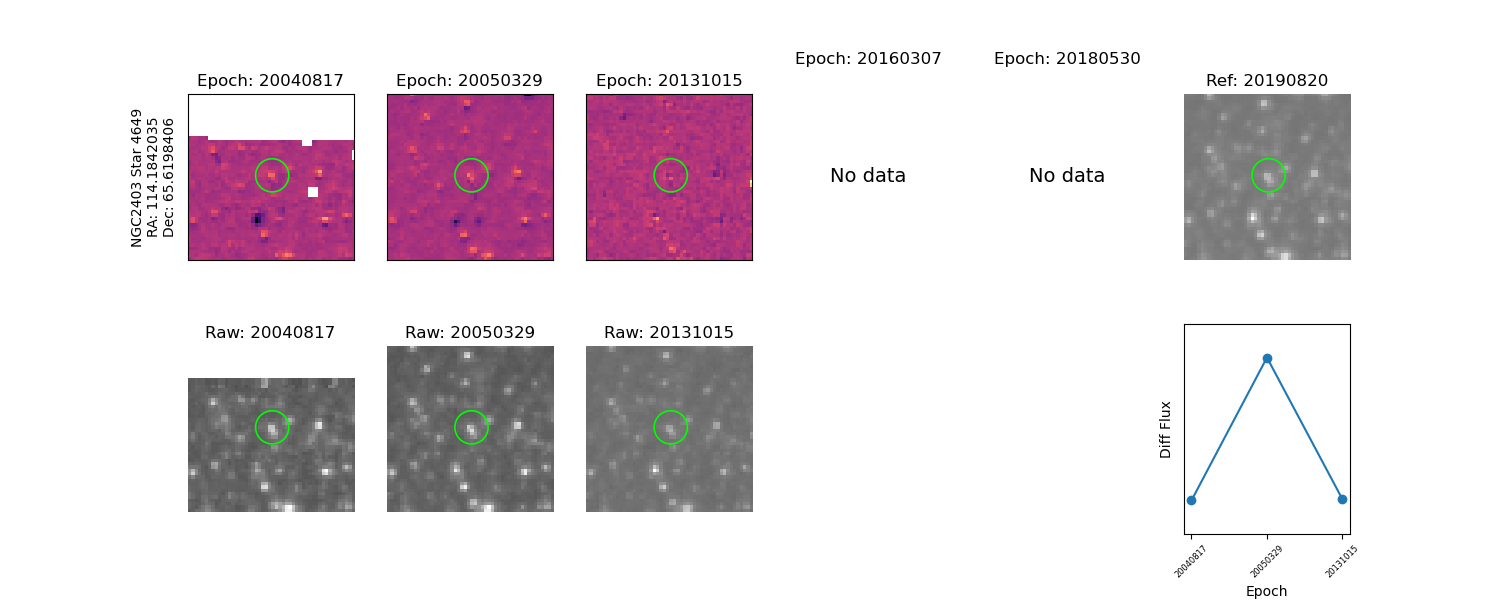 Epoch: 20040817
Epoch: 20050329
Epoch: 20131015
Epoch: 20160307
Epoch: 20180530
Ref: 20190820
NGC2403 Star 4649
RA: 114.1842035
Dec: 65.6198406
No data
No data
Raw: 20040817
Raw: 20050329
Raw: 20131015
Diff Flux
20040817
20050329
20131015
Epoch